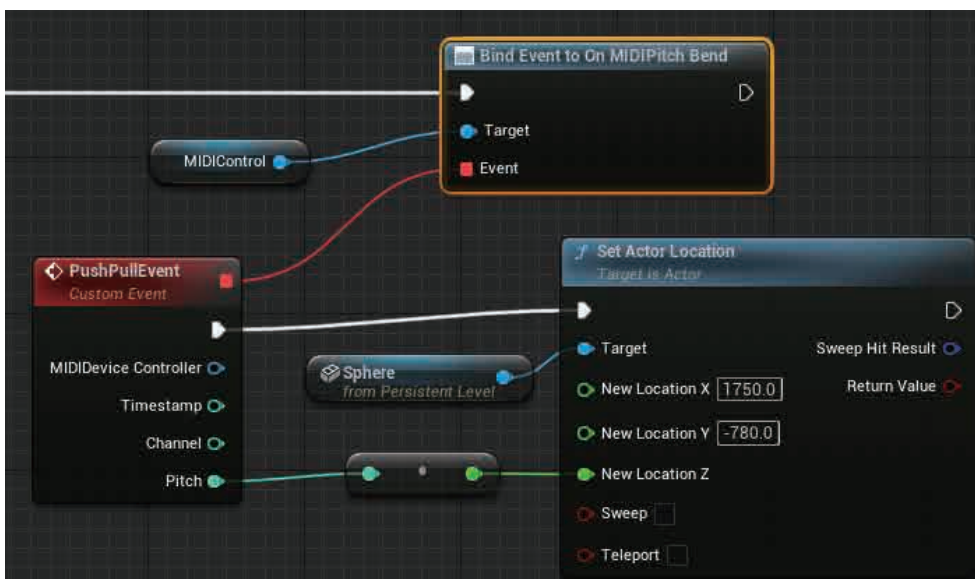 Bind Event to On MIDIPitch Bend
Target
Event
MIDIControl
PushPullEvent
Custom Event
MIDIDevice Controller
Timestamp
Channel
Pitch
Sphere
from Persistent Level
f Set Actor Location
Target is Actor
Target
Sweep Hit Result
New Location X 1750.0
Return Value
New Location Y -780.0
New Location Z
Sweep
Teleport